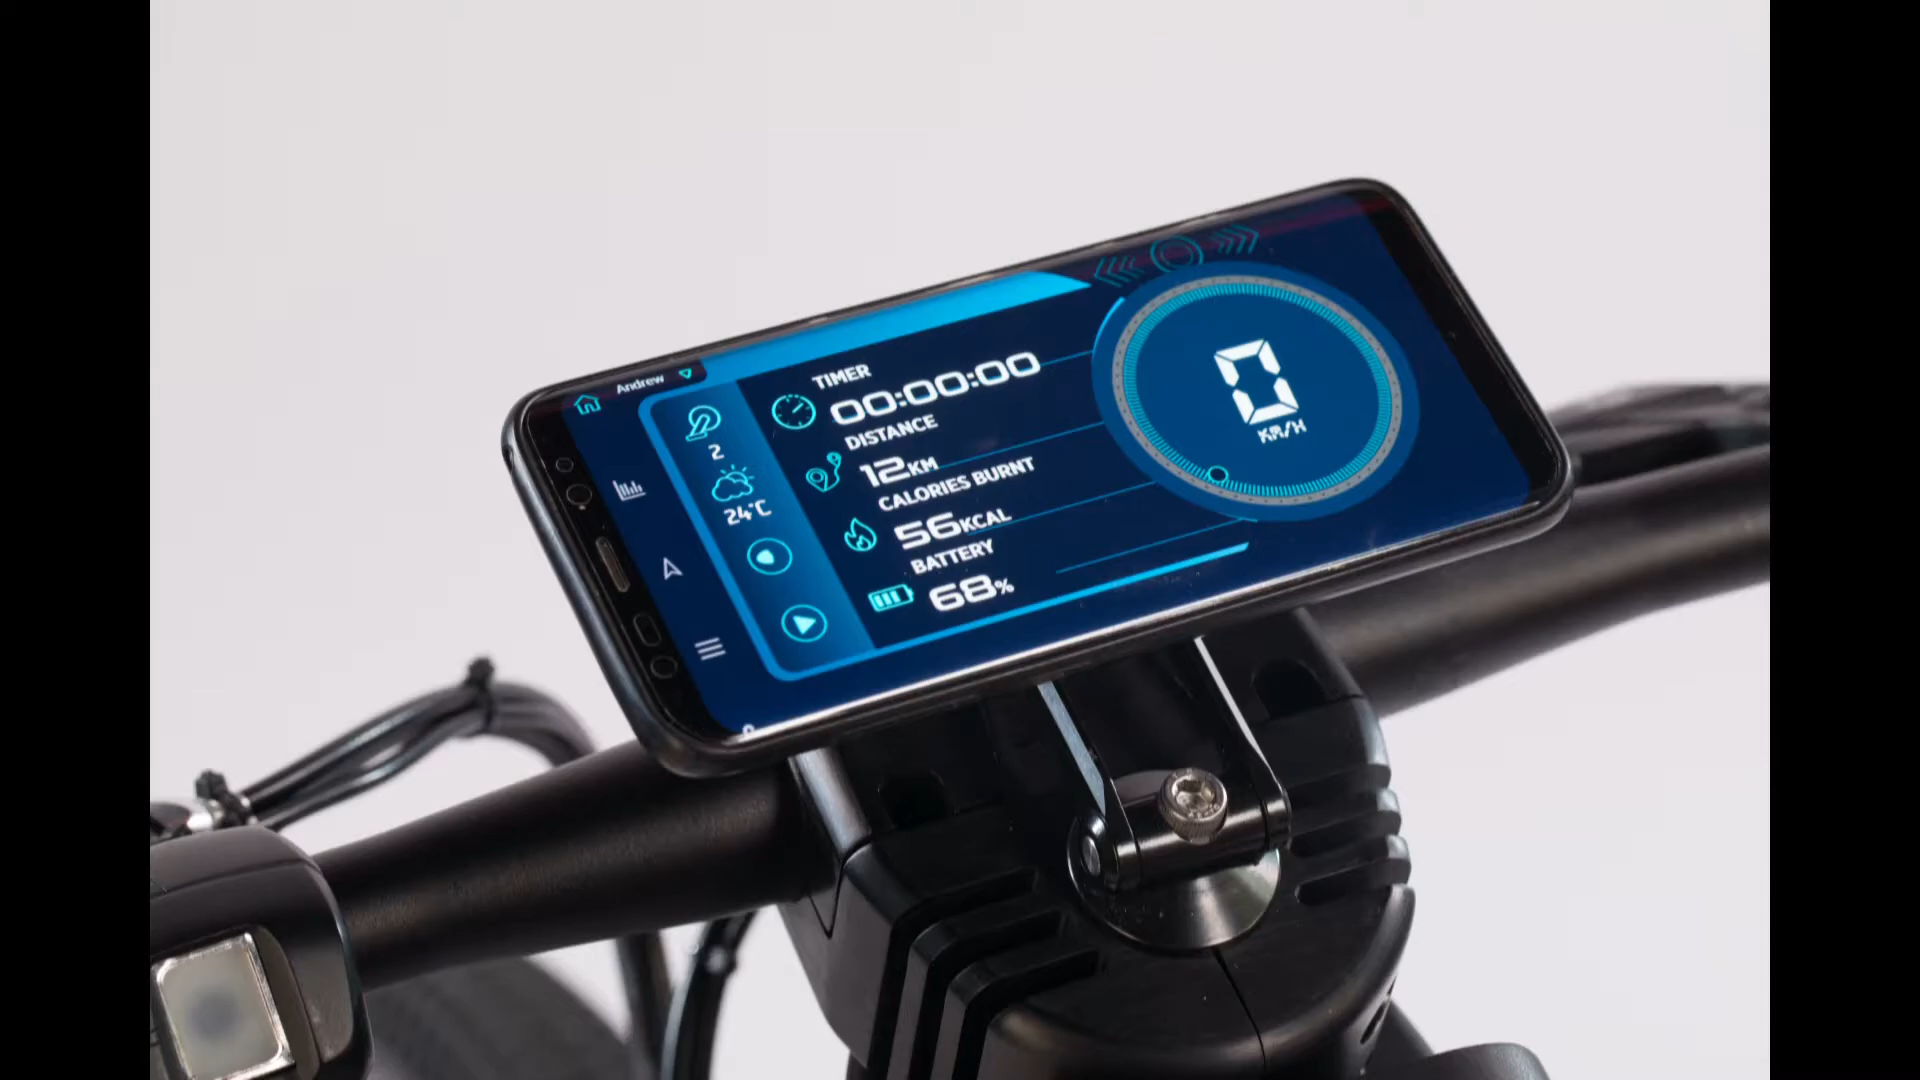 Andrew
2
24°C
TIMER
00:00:00
DISTANCE
12KM
CALORIES BURNT
56KCAL
BATTERY
68%
0
KM/H